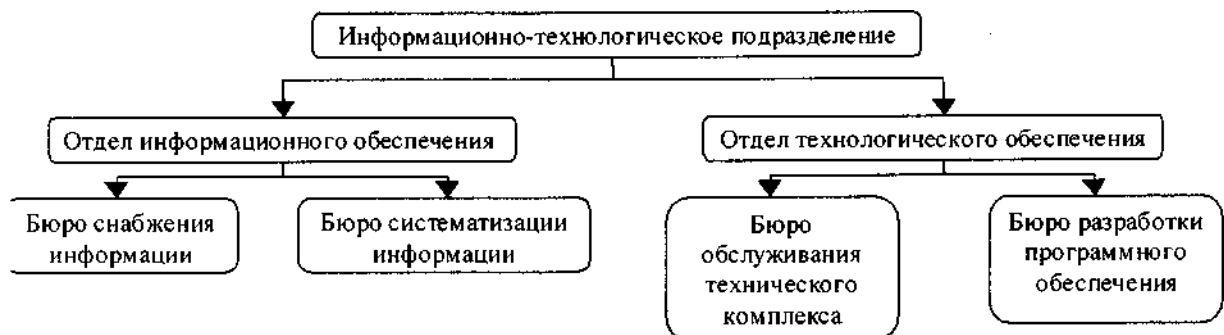 Информационно-технологическое подразделение
Отдел информационного обеспечения
Отдел технологического обеспечения
Бюро снабжения
информации
Бюро систематизации
информации
Бюро
обслуживания
технического
комплекса
Бюро разработки
программного
обеспечения